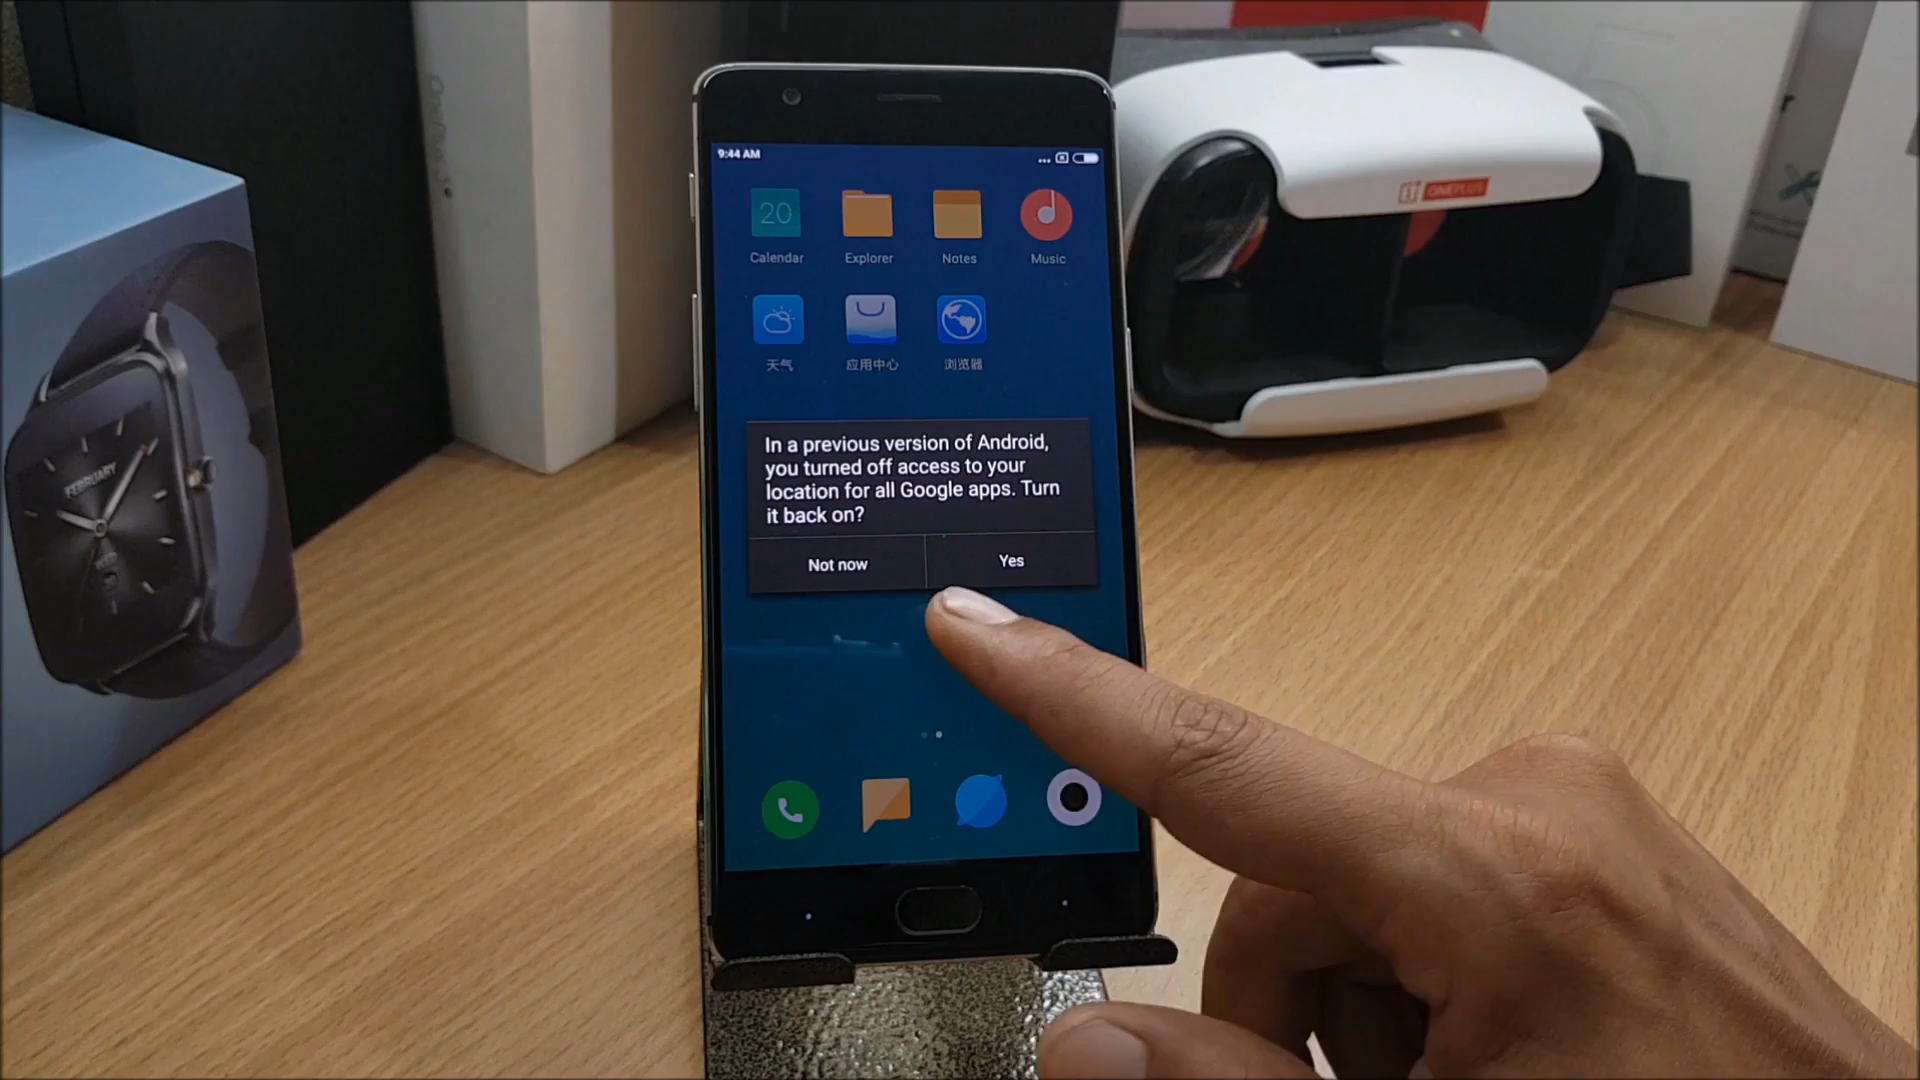 OnePlus
ONEPLUS
9:44 AM
20
Calendar
Explorer
Notes
Music
天气
应用中心
浏览器
In a previous version of Android,
you turned off access to your
location for all Google apps. Turn
it back on?
Not now
Yes
FEBRUARY